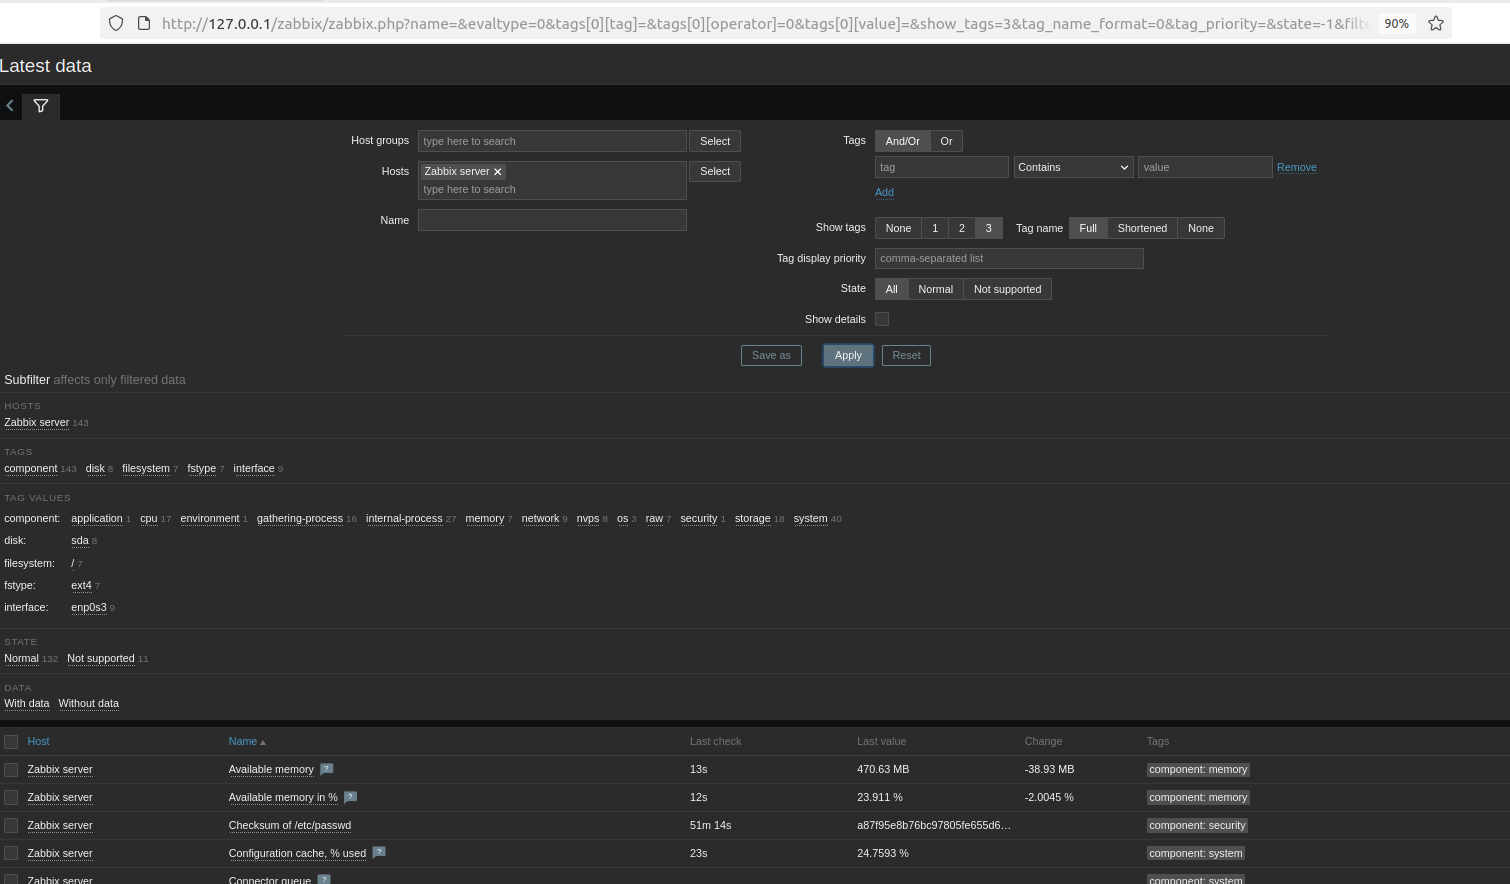 http://127.0.0.1/zabbix/zabbix.php?name=&evaltype=0&tags[0][tag]=&tags[0][operator]=0&tags[0][value]=&show_tags=3&tag_name_format=0&tag_priority=&state=-1&filte 90%
Latest data
Host groups type here to search Select
Hosts Zabbix server Select
type here to search
Name
Tags And/Or Or
tag Contains value Remove
Add
Show tags None 1 2 3 Tag name Full Shortened None
Tag display priority comma-separated list
State All Normal Not supported
Show details
Save as Apply Reset
Subfilter affects only filtered data
HOSTS
Zabbix server 143
TAGS
component 143 disk 8 filesystem 7 fstype 7 interface 9
TAG VALUES
component: application 1 cpu 17 environment 1 gathering-process 16 internal-process 27 memory 7 network 9 nvps 8 os 3 raw 7 security 1 storage 18 system 40
disk: sda 8
filesystem: / 7
fstype: ext4 7
interface: enp0s3 9
STATE
Normal 132 Not supported 11
DATA
With data Without data
Host Name Last check Last value Change Tags
Zabbix server Available memory ? 13s 470.63 MB -38.93 MB component: memory
Zabbix server Available memory in % ? 12s 23.911 % -2.0045 % component: memory
Zabbix server Checksum of /etc/passwd 51m 14s a87f95e8b76bc97805fe655d6... component: security
Zabbix server Configuration cache, % used ? 23s 24.7593 % component: system
Zabbix server Connector queue ? component: system